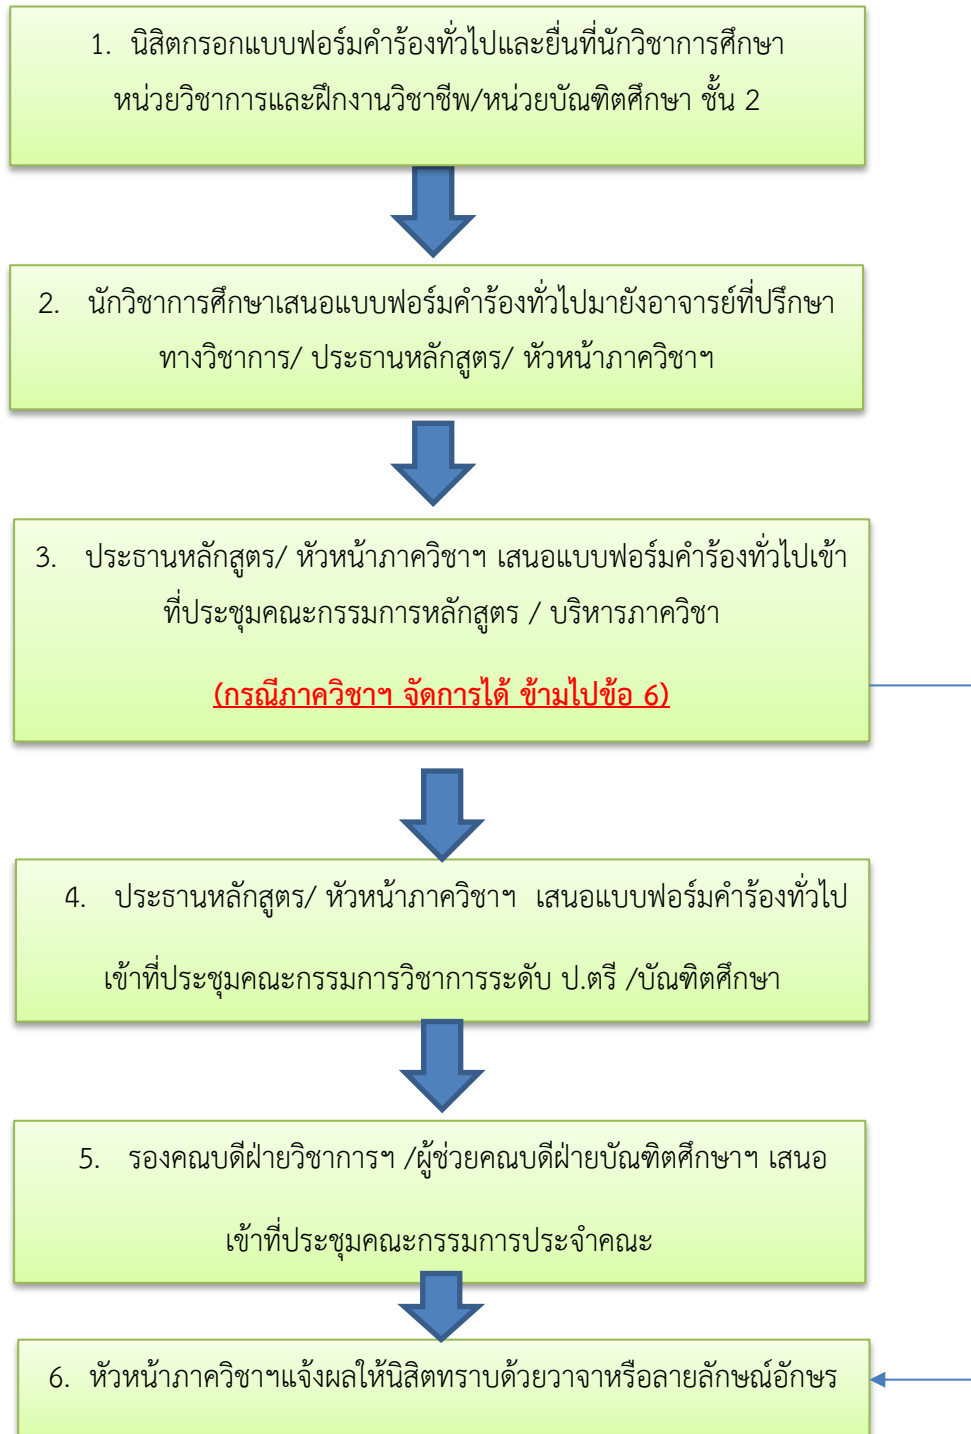 1. นิสิตกรอกแบบฟอร์มคำร้องทั่วไปและยื่นที่นักวิชาการศึกษา
หน่วยวิชาการและฝึกงานวิชาชีพ/หน่วยบัณฑิตศึกษา ชั้น 2
2. นักวิชาการศึกษาเสนอแบบฟอร์มคำร้องทั่วไปมายังอาจารย์ที่ปรึกษา
ทางวิชาการ/ ประธานหลักสูตร/ หัวหน้าภาควิชาฯ
3. ประธานหลักสูตร/ หัวหน้าภาควิชาฯ เสนอแบบฟอร์มคำร้องทั่วไปเข้า
ที่ประชุมคณะกรรมการหลักสูตร / บริหารภาควิชา
(กรณีภาควิชาฯ จัดการได้ ข้ามไปข้อ 6)
4. ประธานหลักสูตร/ หัวหน้าภาควิชาฯ เสนอแบบฟอร์มคำร้องทั่วไป
เข้าที่ประชุมคณะกรรมการวิชาการระดับ ป.ตรี /บัณฑิตศึกษา
5. รองคณบดีฝ่ายวิชาการฯ /ผู้ช่วยคณบดีฝ่ายบัณฑิตศึกษาฯ เสนอ
เข้าที่ประชุมคณะกรรมการประจำคณะ
6. หัวหน้าภาควิชาฯแจ้งผลให้นิสิตทราบด้วยวาจาหรือลายลักษณ์อักษร